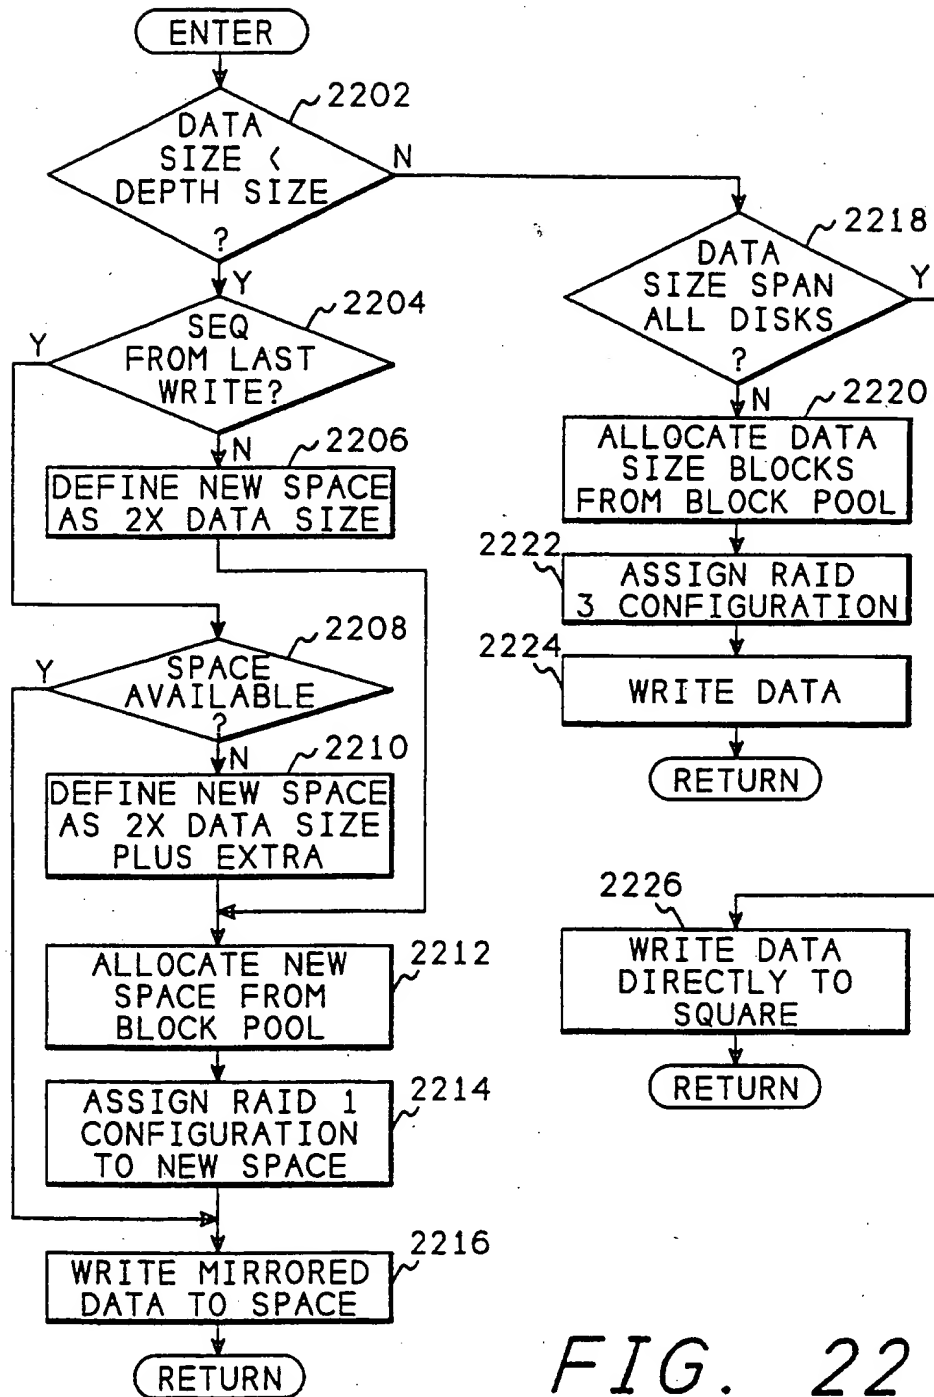 ENTER
2202
DATA
SIZE <
DEPTH SIZE
?
N
Y
2204
SEQ
FROM LAST
WRITE?
Y
N
2206
DEFINE NEW SPACE
AS 2X DATA SIZE
2208
SPACE
AVAILABLE
?
Y
N
2210
DEFINE NEW SPACE
AS 2X DATA SIZE
PLUS EXTRA
2212
ALLOCATE NEW
SPACE FROM
BLOCK POOL
2214
ASSIGN RAID 1
CONFIGURATION
TO NEW SPACE
2216
WRITE MIRRORED
DATA TO SPACE
RETURN
2218
DATA
SIZE SPAN
ALL DISKS
?
Y
N
2220
ALLOCATE DATA
SIZE BLOCKS
FROM BLOCK POOL
2222
ASSIGN RAID
3 CONFIGURATION
2224
WRITE DATA
RETURN
2226
WRITE DATA
DIRECTLY TO
SQUARE
RETURN
FIG. 22